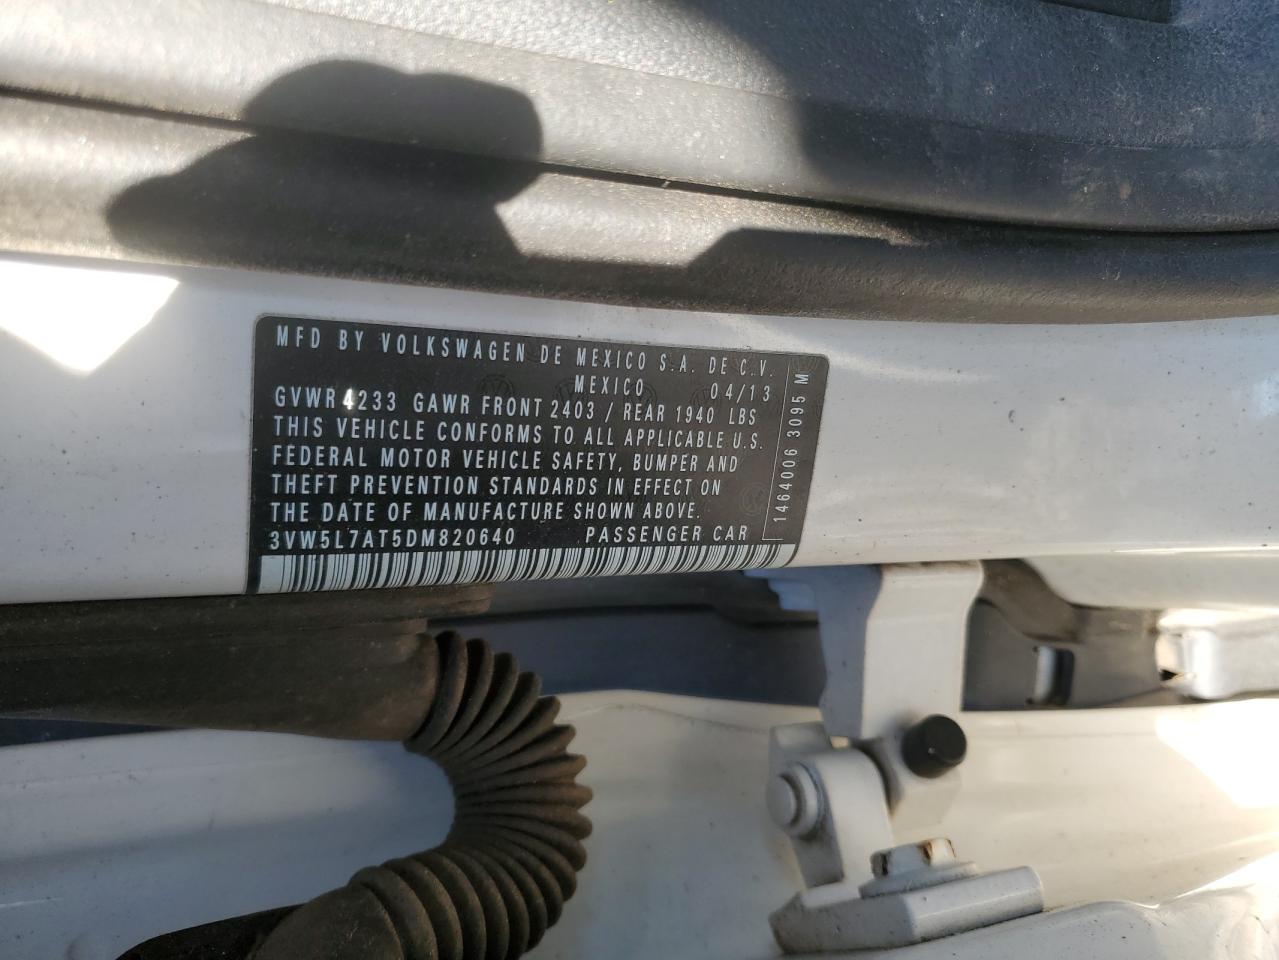 MFD BY VOLKSWAGEN DE MEXICO S.A. DE C.V.
MEXICO 04/13
GVWR 4233 GAWR FRONT 2403 / REAR 1940 LBS
THIS VEHICLE CONFORMS TO ALL APPLICABLE U.S.
FEDERAL MOTOR VEHICLE SAFETY, BUMPER AND
THEFT PREVENTION STANDARDS IN EFFECT ON
THE DATE OF MANUFACTURE SHOWN ABOVE.
3VW5L7AT5DM820640 PASSENGER CAR
1464006 3095 M